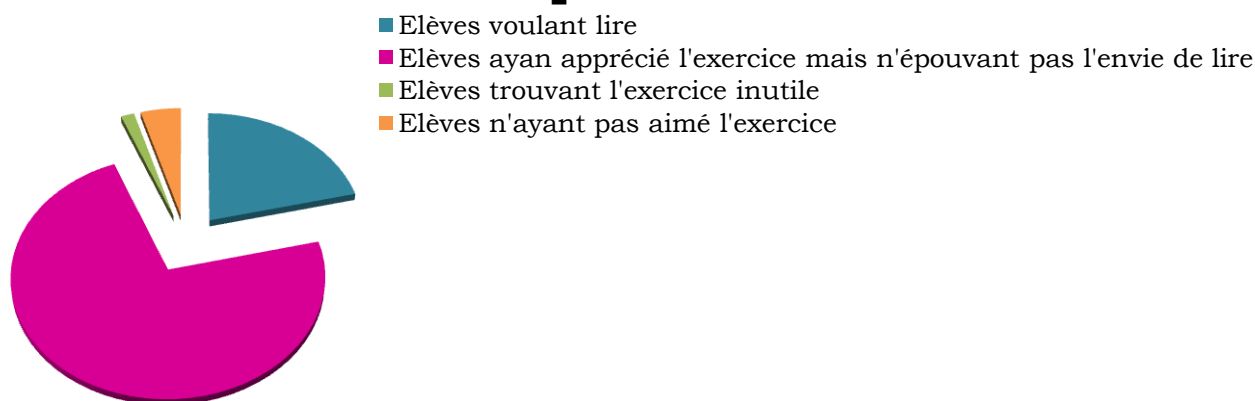 Elèves voulant lire
Elèves ayan apprécié l'exercice mais n'épouvant pas l'envie de lire
Elèves trouvant l'exercice inutile
Elèves n'ayant pas aimé l'exercice